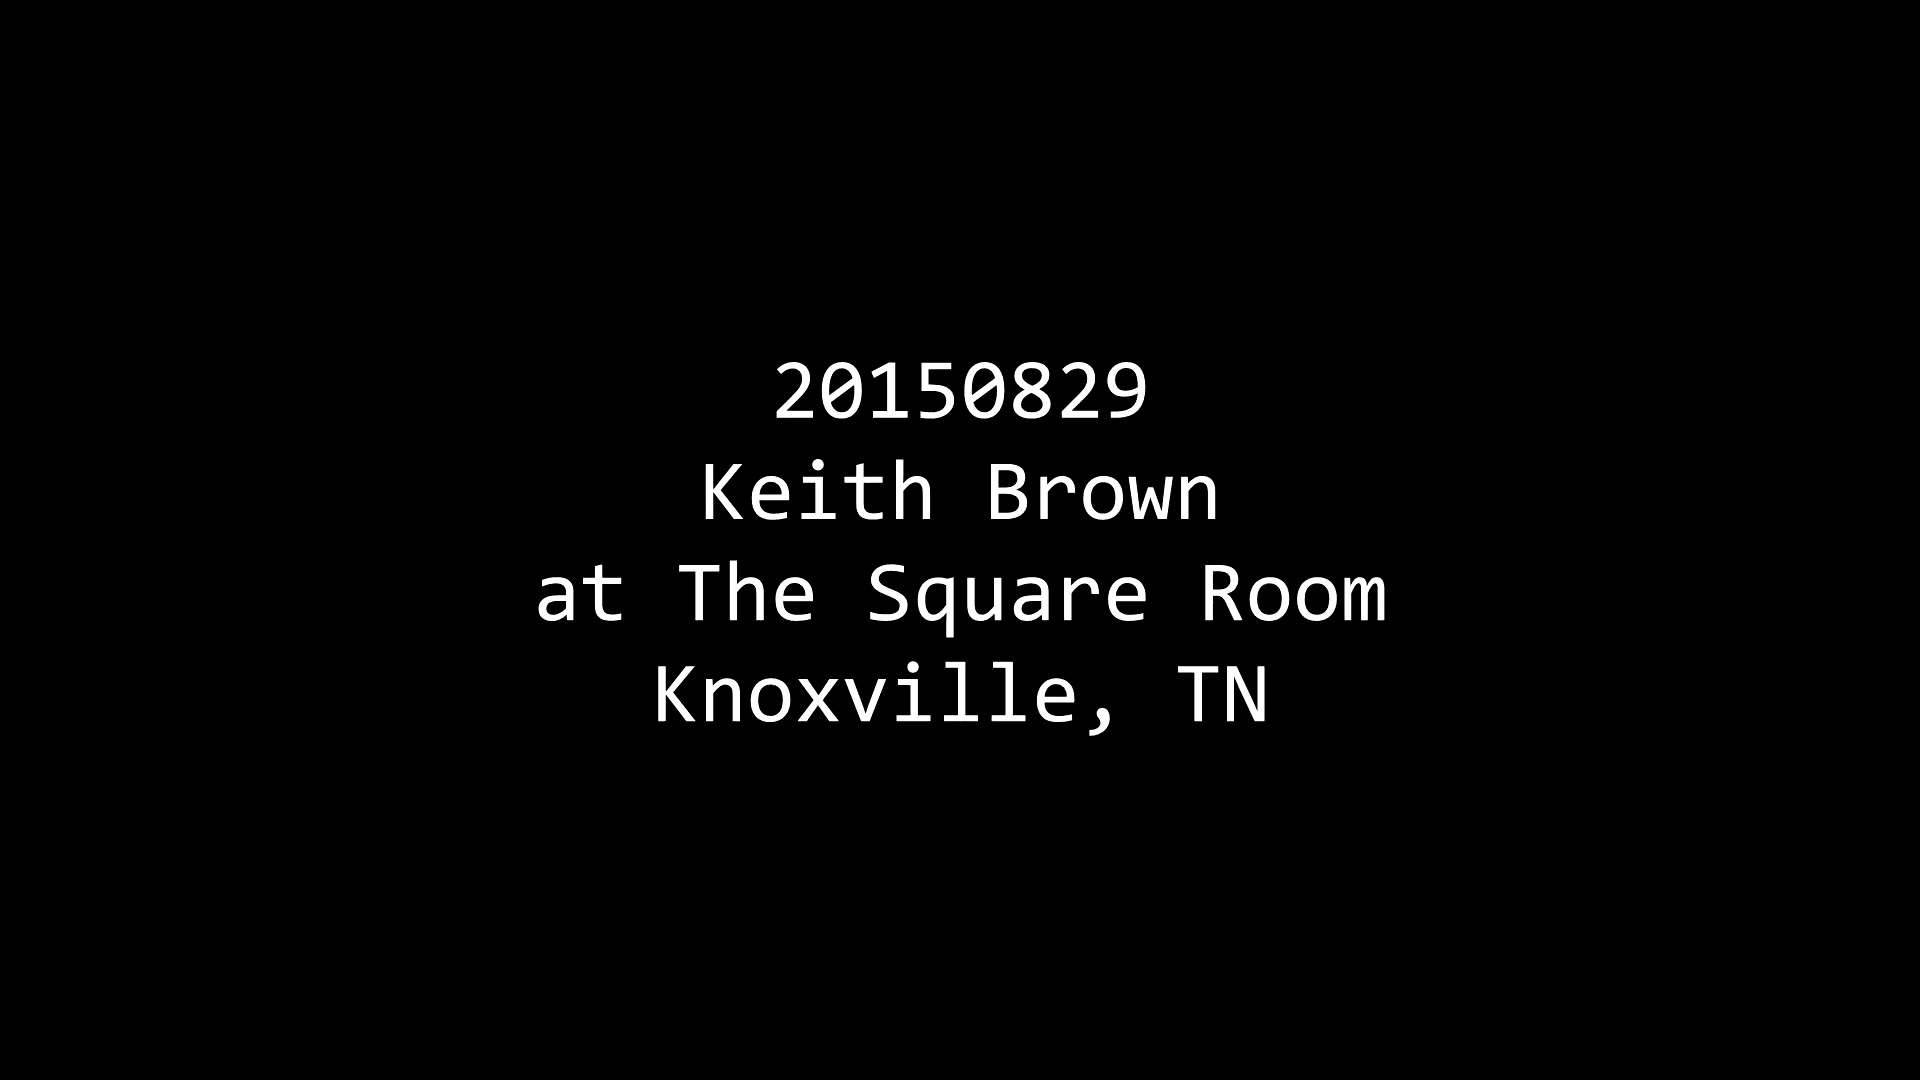 20150829
Keith Brown
at The Square Room
Knoxville, TN